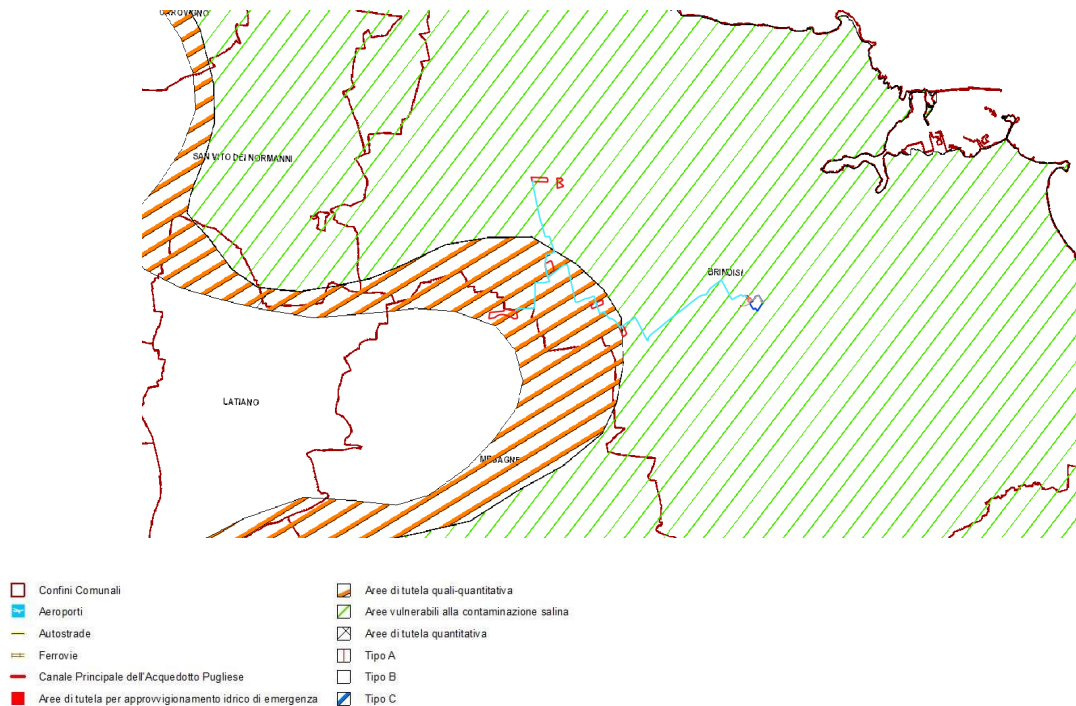 SAN VITO DEI NORMANNI
B
BRINDISI
LATIANO
MESAGNE
Confini Comunali
Aeroporti
Autostrade
Ferrovie
Canale Principale dell'Acquedotto Pugliese
Aree di tutela per approvvigionamento idrico di emergenza
Aree di tutela quali-quantitativa
Aree vulnerabili alla contaminazione salina
Aree di tutela quantitativa
Tipo A
Tipo B
Tipo C